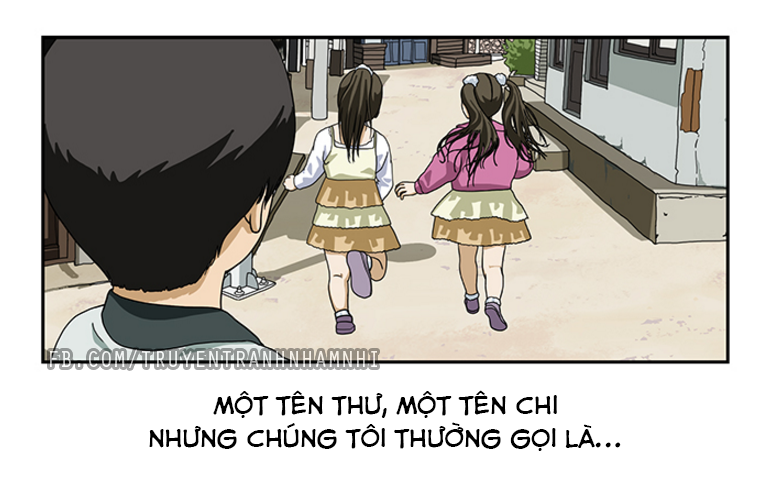 FB.COM/TRUYENTRANHNHAMNHI
MỘT TÊN THƯ, MỘT TÊN CHI
NHƯNG CHÚNG TÔI THƯỜNG GỌI LÀ...